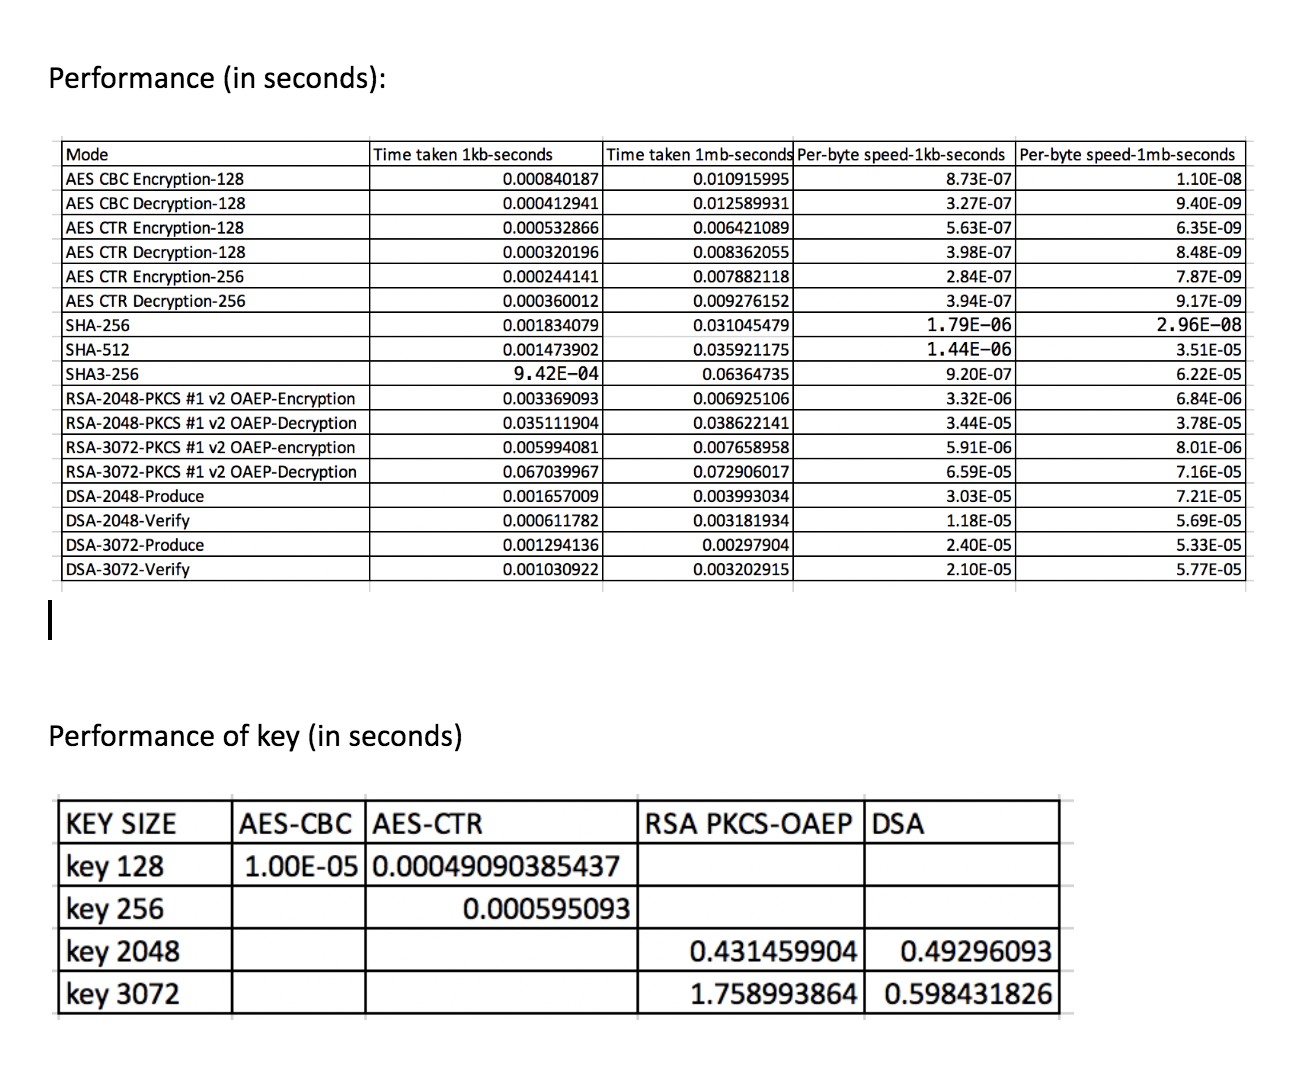 Performance (in seconds):
Mode Time taken 1kb-seconds Time taken 1mb-seconds Per-byte speed-1kb-seconds Per-byte speed-1mb-seconds
AES CBC Encryption-128 0.000840187 0.010915995 8.73E-07 1.10E-08
AES CBC Decryption-128 0.000412941 0.012589931 3.27E-07 9.40E-09
AES CTR Encryption-128 0.000532866 0.006421089 5.63E-07 6.35E-09
AES CTR Decryption-128 0.000320196 0.008362055 3.98E-07 8.48E-09
AES CTR Encryption-256 0.000244141 0.007882118 2.84E-07 7.87E-09
AES CTR Decryption-256 0.000360012 0.009276152 3.94E-07 9.17E-09
SHA-256 0.001834079 0.031045479 1.79E-06 2.96E-08
SHA-512 0.001473902 0.035921175 1.44E-06 3.51E-05
SHA3-256 9.42E-04 0.06364735 9.20E-07 6.22E-05
RSA-2048-PKCS #1 v2 OAEP-Encryption 0.003369093 0.006925106 3.32E-06 6.84E-06
RSA-2048-PKCS #1 v2 OAEP-Decryption 0.035111904 0.038622141 3.44E-05 3.78E-05
RSA-3072-PKCS #1 v2 OAEP-encryption 0.005994081 0.007658958 5.91E-06 8.01E-06
RSA-3072-PKCS #1 v2 OAEP-Decryption 0.067039967 0.072906017 6.59E-05 7.16E-05
DSA-2048-Produce 0.001657009 0.003993034 3.03E-05 7.21E-05
DSA-2048-Verify 0.000611782 0.003181934 1.18E-05 5.69E-05
DSA-3072-Produce 0.001294136 0.00297904 2.40E-05 5.33E-05
DSA-3072-Verify 0.001030922 0.003202915 2.10E-05 5.77E-05
Performance of key (in seconds)
KEY SIZE AES-CBC AES-CTR RSA PKCS-OAEP DSA
key 128 1.00E-05 0.00049090385437
key 256 0.000595093
key 2048 0.431459904 0.49296093
key 3072 1.758993864 0.598431826